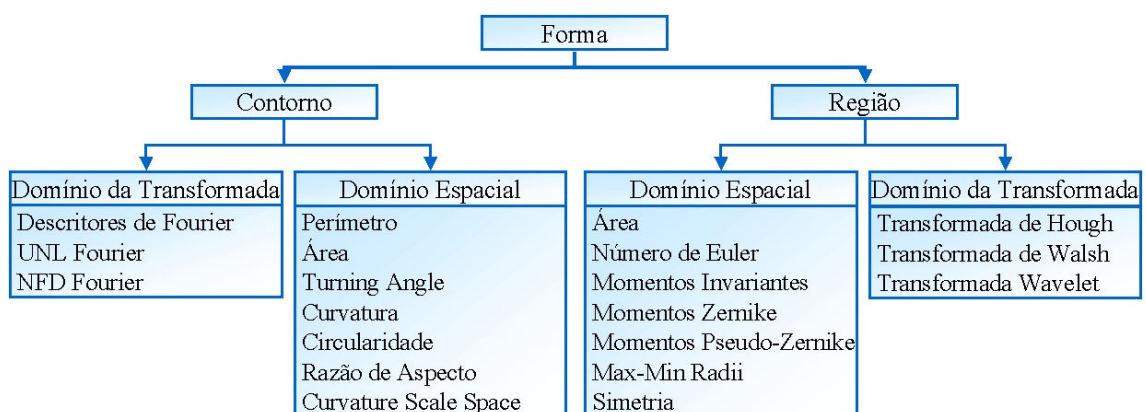 Forma
Contorno
Região
Domínio da Transformada
Descritores de Fourier
UNL Fourier
NFD Fourier
Domínio Espacial
Perímetro
Área
Turning Angle
Curvatura
Circularidade
Razão de Aspecto
Curvature Scale Space
Domínio Espacial
Área
Número de Euler
Momentos Invariantes
Momentos Zernike
Momentos Pseudo-Zernike
Max-Min Radii
Simetria
Domínio da Transformada
Transformada de Hough
Transformada de Walsh
Transformada Wavelet